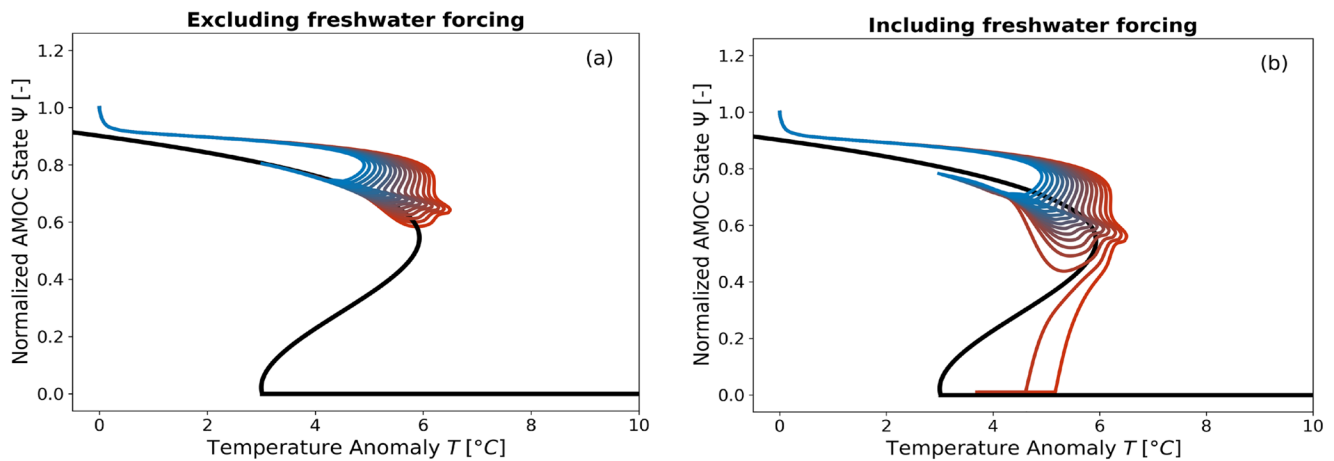 Excluding freshwater forcing
(a)
Normalized AMOC State Ψ [-]
1.2
1.0
0.8
0.6
0.4
0.2
0.0
0 2 4 6 8 10
Temperature Anomaly T [°C]
Including freshwater forcing
(b)
Normalized AMOC State Ψ [-]
1.2
1.0
0.8
0.6
0.4
0.2
0.0
0 2 4 6 8 10
Temperature Anomaly T [°C]